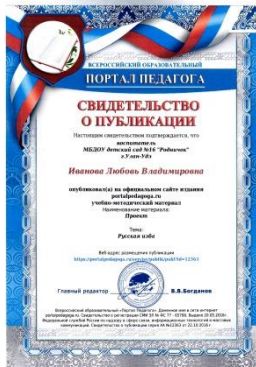 ВСЕРОССИЙСКИЙ ОБРАЗОВАТЕЛЬНЫЙ
ПОРТАЛ ПЕДАГОГА
СВИДЕТЕЛЬСТВО
О ПУБЛИКАЦИИ
Настоящим свидетельством подтверждается, что
воспитатель
МБДОУ детский сад №16 "Родничок"
г.Улан-Удэ
Иванова Любовь Владимировна
опубликовал(а) на официальном сайте издания
portalpedagoga.ru
учебно-методический материал
Наименование материала:
Проект
Тема:
Русская изба
Веб-адрес размещения публикации
Главный редактор В.В.Богданов